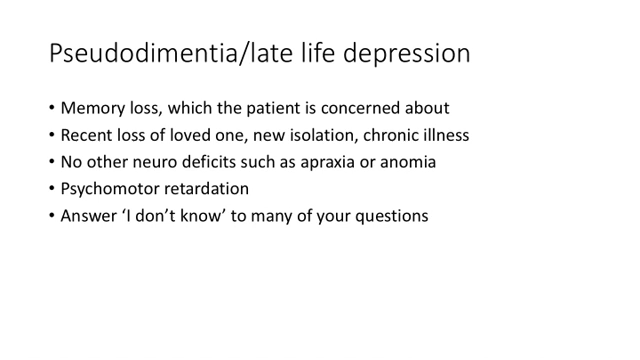 Pseudodimentia/late life depression
• Memory loss, which the patient is concerned about
• Recent loss of loved one, new isolation, chronic illness
• No other neuro deficits such as apraxia or anomia
• Psychomotor retardation
• Answer ‘I don’t know’ to many of your questions